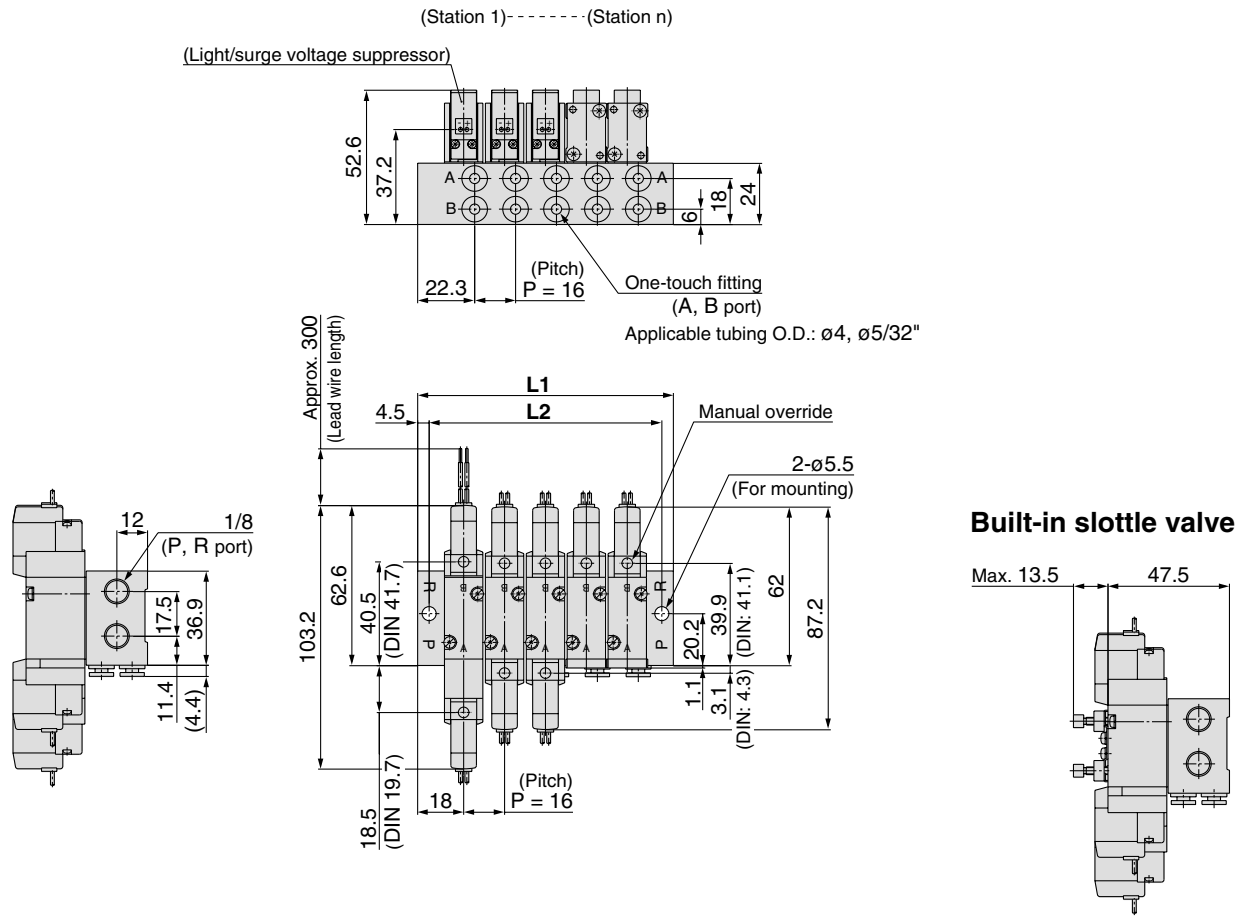 (Station 1)-------(Station n)
(Light/surge voltage suppressor)
52.6
37.2
A
A
B
B
6
18
24
22.3
(Pitch)
P = 16
One-touch fitting
(A, B port)
Applicable tubing O.D.: ø4, ø5/32"
Approx. 300
(Lead wire length)
L1
4.5
L2
Manual override
2-ø5.5
(For mounting)
103.2
62.6
40.5
(DIN 41.7)
R
P
B
B
B
B
B
A
A
A
A
A
R
P
20.2
39.9
(DIN: 41.1)
62
87.2
1.1
3.1
(DIN: 4.3)
18.5
(DIN 19.7)
18
(Pitch)
P = 16
12
1/8
(P, R port)
17.5
36.9
11.4
(4.4)
Built-in slottle valve
Max. 13.5
47.5